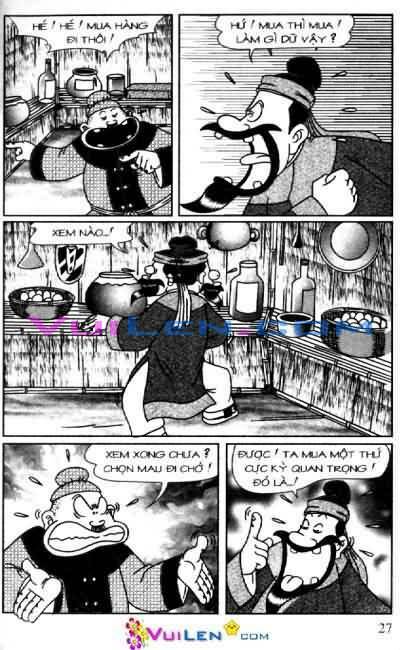 HẾ! HẾ! MUA HÀNG
ĐI THÔI!
HỨ! MUA THÌ MUA!
LÀM GÌ DỮ VẬY?
XEM NÀO...!
VUILEN.COM
XEM XONG CHƯA?
CHỌN MAU ĐI CHỚ!
ĐƯỢC! TA MUA MỘT THỨ
CỰC KỲ QUAN TRỌNG!
ĐÓ LÀ...!
27
VUILEN.COM